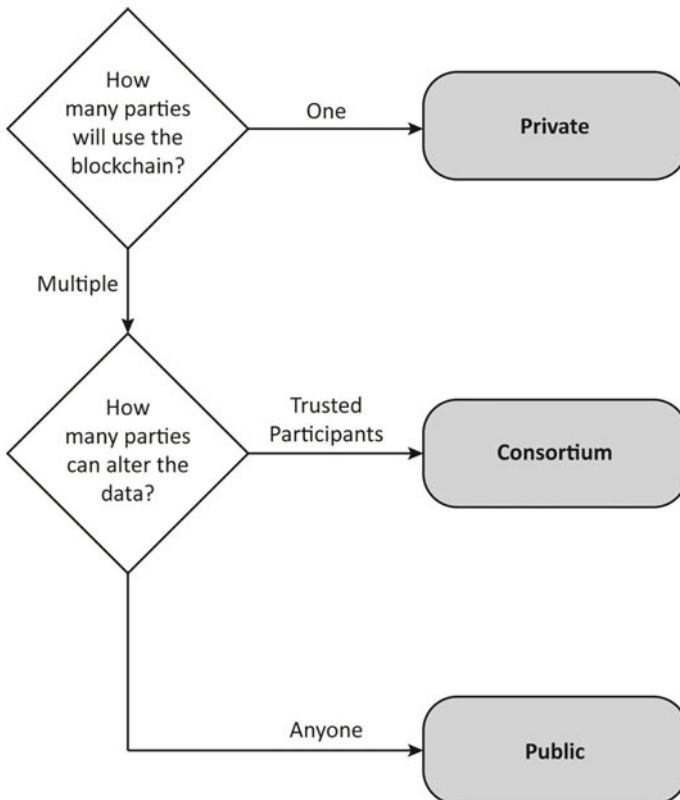 How
many parties
will use the
blockchain?
One
Private
Multiple
How
many parties
can alter the
data?
Trusted
Participants
Consortium
Anyone
Public